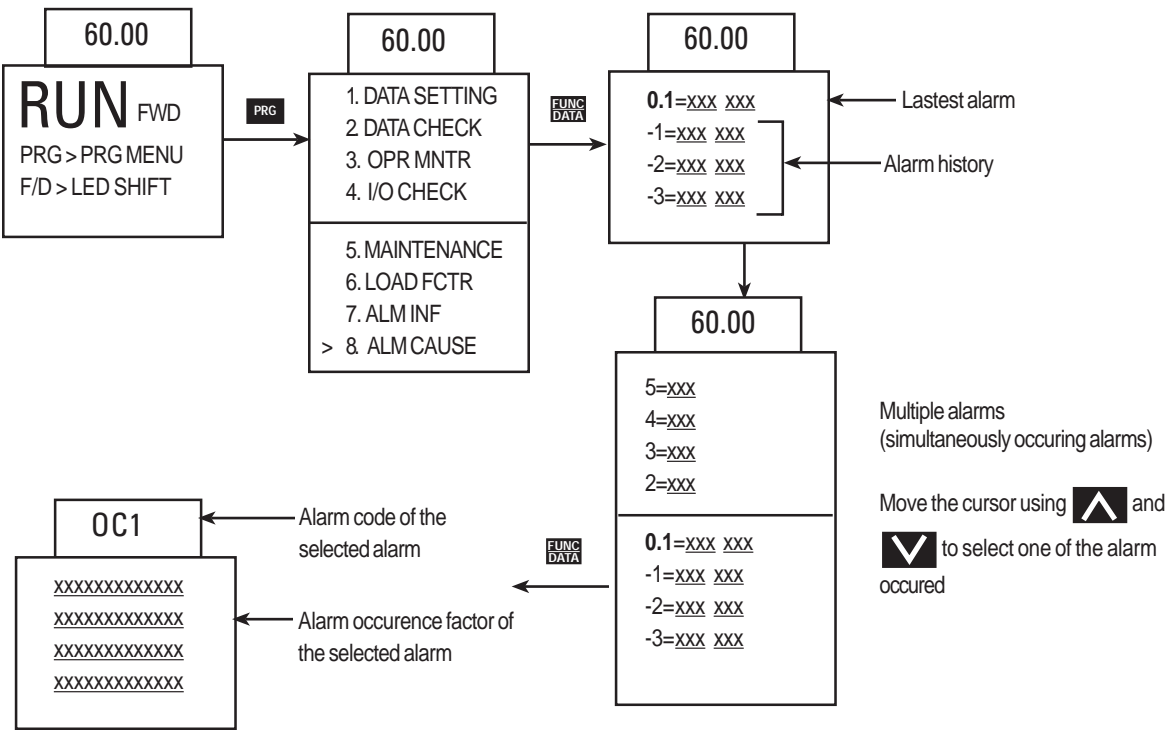 60.00
RUN FWD
PRG > PRG MENU
F/D > LED SHIFT
PRG
60.00
1. DATA SETTING
2. DATA CHECK
3. OPR MNTR
4. I/O CHECK
5. MAINTENANCE
6. LOAD FCTR
7. ALM INF
> 8. ALM CAUSE
FUNC
DATA
60.00
0.1=xxx xxx
-1=xxx xxx
-2=xxx xxx
-3=xxx xxx
Lastest alarm
Alarm history
60.00
5=xxx
4=xxx
3=xxx
2=xxx
0.1=xxx xxx
-1=xxx xxx
-2=xxx xxx
-3=xxx xxx
Multiple alarms
(simultaneously occuring alarms)
Move the cursor using and
to select one of the alarm
occured
FUNC
DATA
OC1
xxxxxxxxxxxxx
xxxxxxxxxxxxx
xxxxxxxxxxxxx
xxxxxxxxxxxxx
Alarm code of the
selected alarm
Alarm occurence factor of
the selected alarm